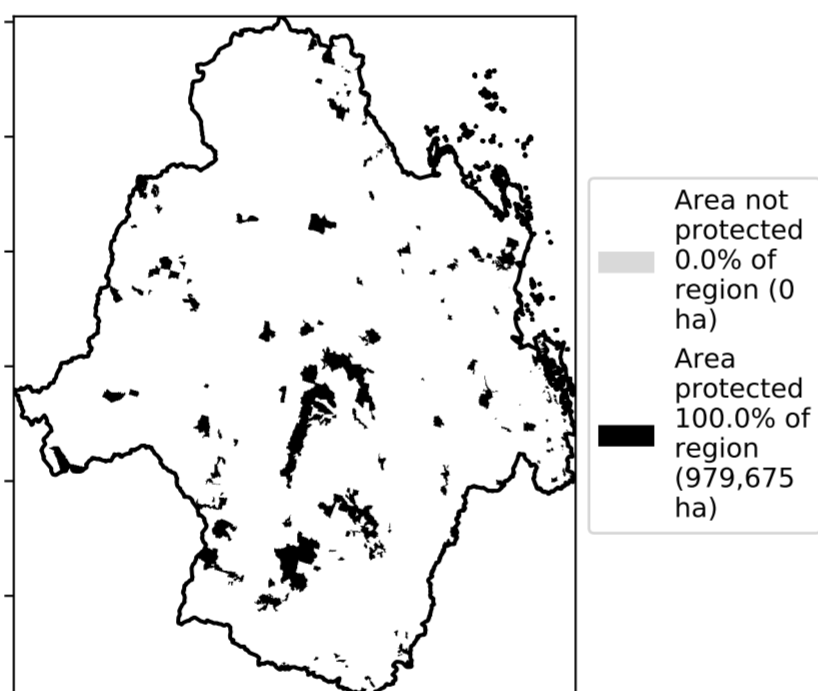 Area not
protected
0.0% of
region (0
ha)
Area
protected
100.0% of
region
(979,675
ha)